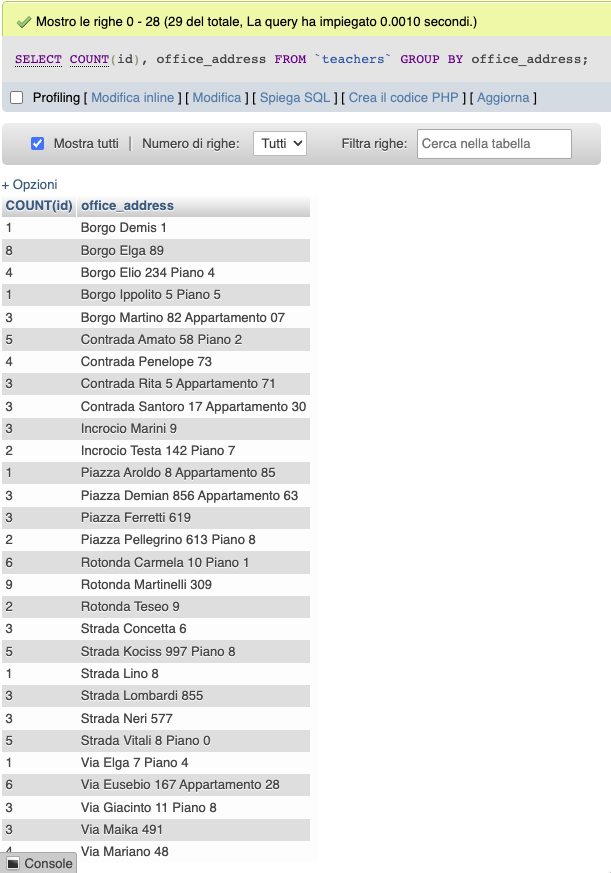 Mostro le righe 0 - 28 (29 del totale, La query ha impiegato 0.0010 secondi.)
SELECT COUNT(id), office_address FROM `teachers` GROUP BY office_address;
Profiling [ Modifica inline ] [ Modifica ] [ Spiega SQL ] [ Crea il codice PHP ] [ Aggiorna ]
Mostra tutti | Numero di righe: Tutti Filtra righe: Cerca nella tabella
+ Opzioni
COUNT(id) office_address
1 Borgo Demis 1
8 Borgo Elga 89
4 Borgo Elio 234 Piano 4
1 Borgo Ippolito 5 Piano 5
3 Borgo Martino 82 Appartamento 07
5 Contrada Amato 58 Piano 2
4 Contrada Penelope 73
3 Contrada Rita 5 Appartamento 71
3 Contrada Santoro 17 Appartamento 30
3 Incrocio Marini 9
2 Incrocio Testa 142 Piano 7
1 Piazza Aroldo 8 Appartamento 85
3 Piazza Demian 856 Appartamento 63
3 Piazza Ferretti 619
2 Piazza Pellegrino 613 Piano 8
6 Rotonda Carmela 10 Piano 1
9 Rotonda Martinelli 309
2 Rotonda Teseo 9
3 Strada Concetta 6
5 Strada Kociss 997 Piano 8
1 Strada Lino 8
3 Strada Lombardi 855
3 Strada Neri 577
5 Strada Vitali 8 Piano 0
1 Via Elga 7 Piano 4
6 Via Eusebio 167 Appartamento 28
3 Via Giacinto 11 Piano 8
3 Via Maika 491
4 Via Mariano 48
Console